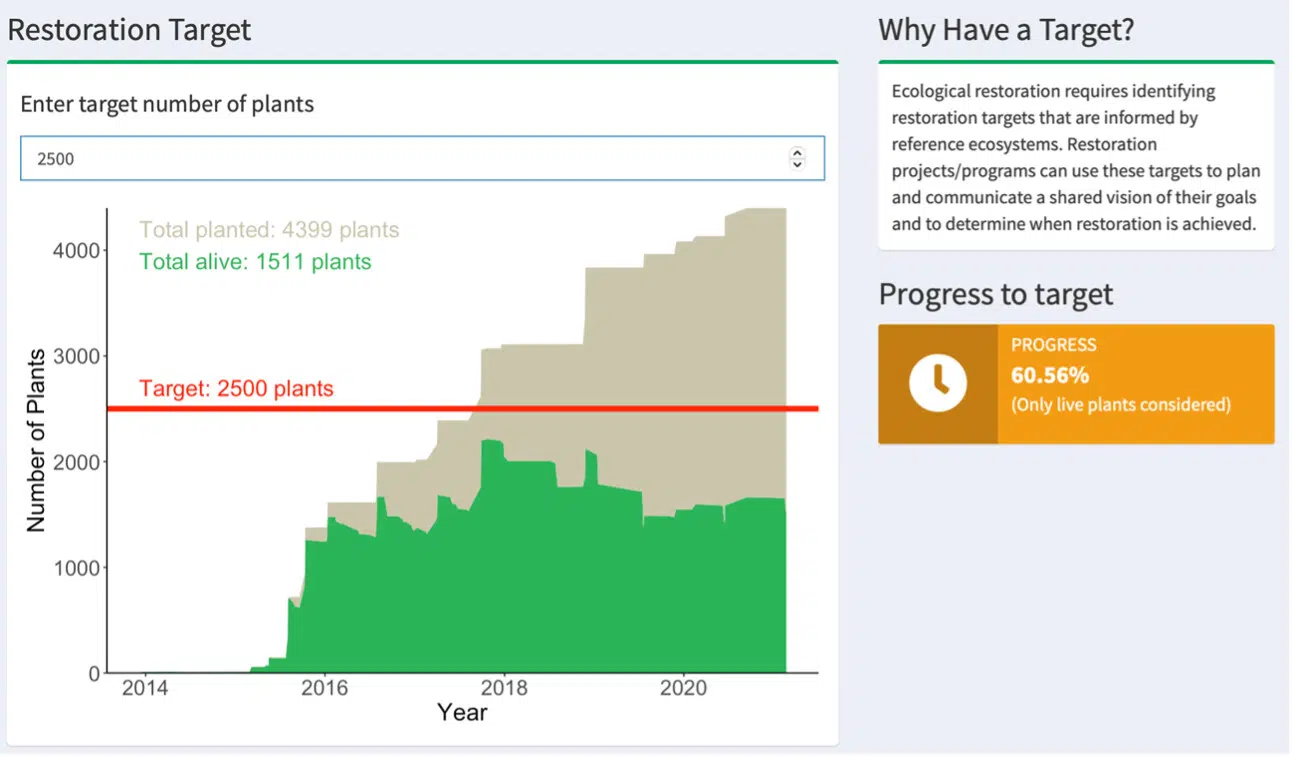 Restoration Target
Enter target number of plants
2500
Total planted: 4399 plants
Total alive: 1511 plants
Target: 2500 plants
Number of Plants
4000
3000
2000
1000
0
2014 2016 2018 2020
Year
Why Have a Target?
Ecological restoration requires identifying
restoration targets that are informed by
reference ecosystems. Restoration
projects/programs can use these targets to plan
and communicate a shared vision of their goals
and to determine when restoration is achieved.
Progress to target
PROGRESS
60.56%
(Only live plants considered)